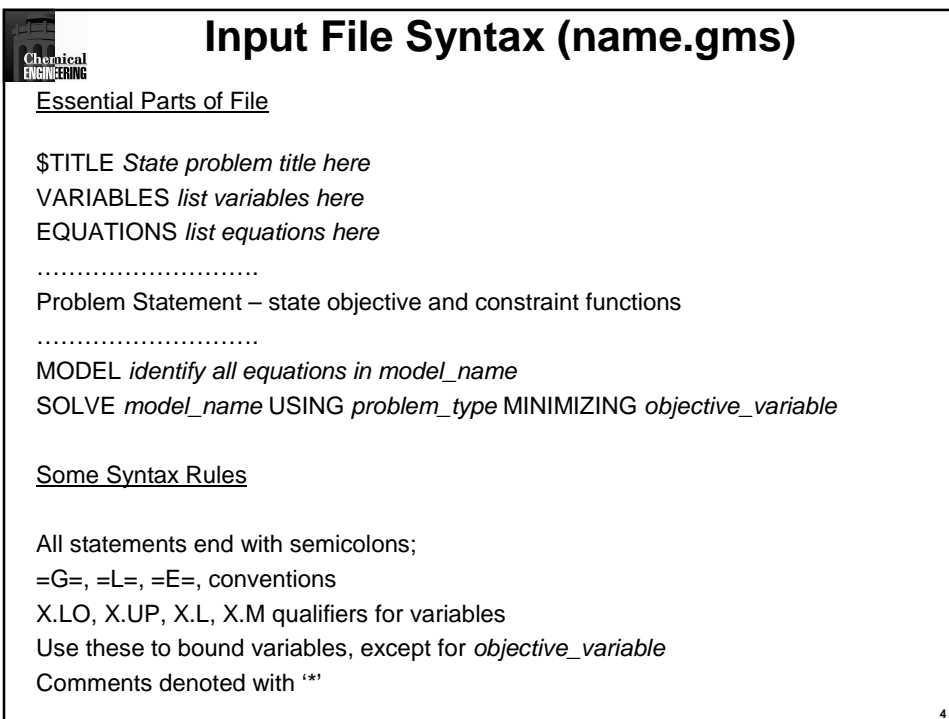 Chemical
ENGINEERING
Input File Syntax (name.gms)
Essential Parts of File
$TITLE State problem title here
VARIABLES list variables here
EQUATIONS list equations here
……………………….
Problem Statement – state objective and constraint functions
……………………….
MODEL identify all equations in model_name
SOLVE model_name USING problem_type MINIMIZING objective_variable
Some Syntax Rules
All statements end with semicolons;
=G=, =L=, =E=, conventions
X.LO, X.UP, X.L, X.M qualifiers for variables
Use these to bound variables, except for objective_variable
Comments denoted with ‘*’
4